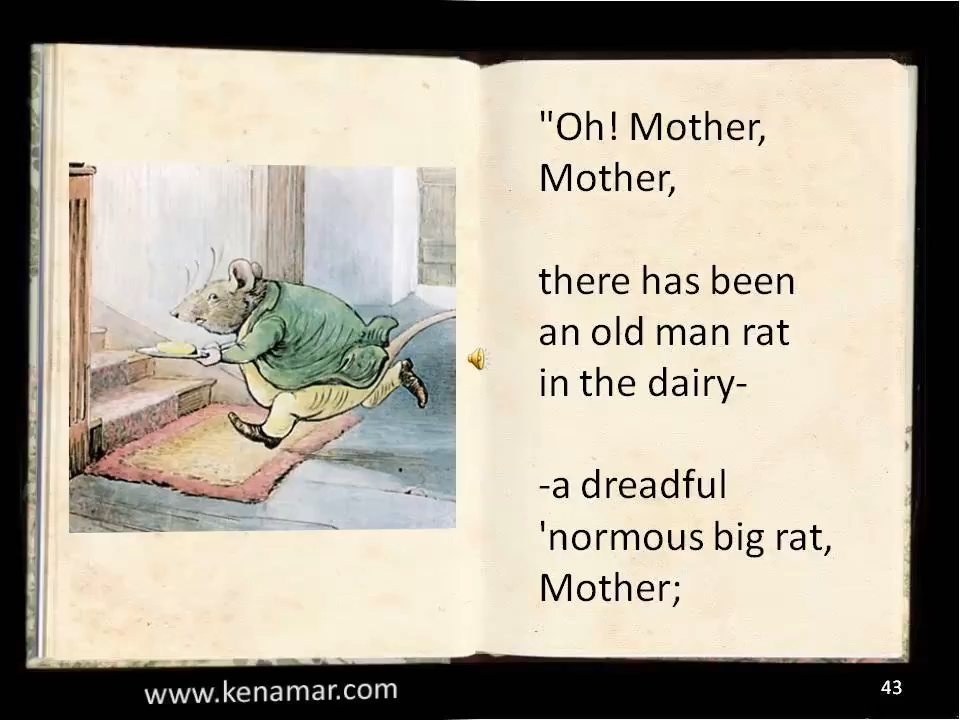 "Oh! Mother,
Mother,
there has been
an old man rat
in the dairy-
-a dreadful
'normous big rat,
Mother;
www.kenamar.com
43